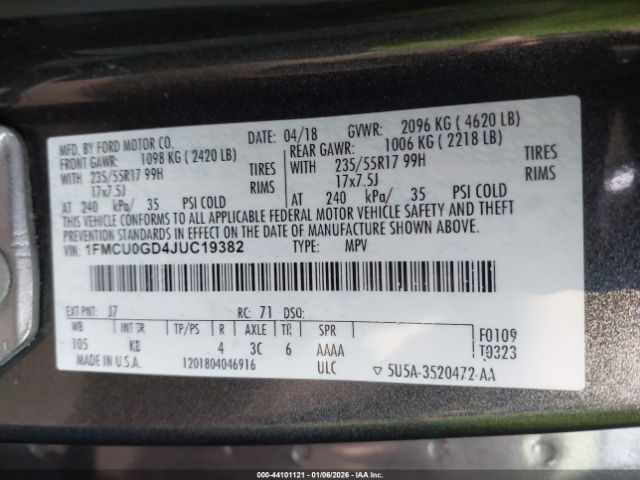 MFD. BY FORD MOTOR CO.
DATE: 04/18 GVWR: 2096 KG ( 4620 LB)
FRONT GAWR: 1098 KG ( 2420 LB) REAR GAWR: 1006 KG ( 2218 LB)
WITH 235/55R17 99H TIRES WITH 235/55R17 99H TIRES
17x7.5J RIMS 17x7.5J RIMS
AT 240 kPa/ 35 PSI COLD AT 240 kPa/ 35 PSI COLD
THIS VEHICLE CONFORMS TO ALL APPLICABLE FEDERAL MOTOR VEHICLE SAFETY AND THEFT
PREVENTION STANDARDS IN EFFECT ON THE DATE OF MANUFACTURE SHOWN ABOVE.
VIN: 1FMCU0GD4JUC19382 TYPE: MPV
EXT PNT: J7 RC: 71 DSO:
WB INT TR TP/PS R AXLE TR SPR F0109
105 KB 4 3C 6 AAAA T0323
MADE IN U.S.A. 1201804046916 ULC ▽ 5U5A-3520472-AA
000-44101121 - 01/06/2026 - IAAI.CA